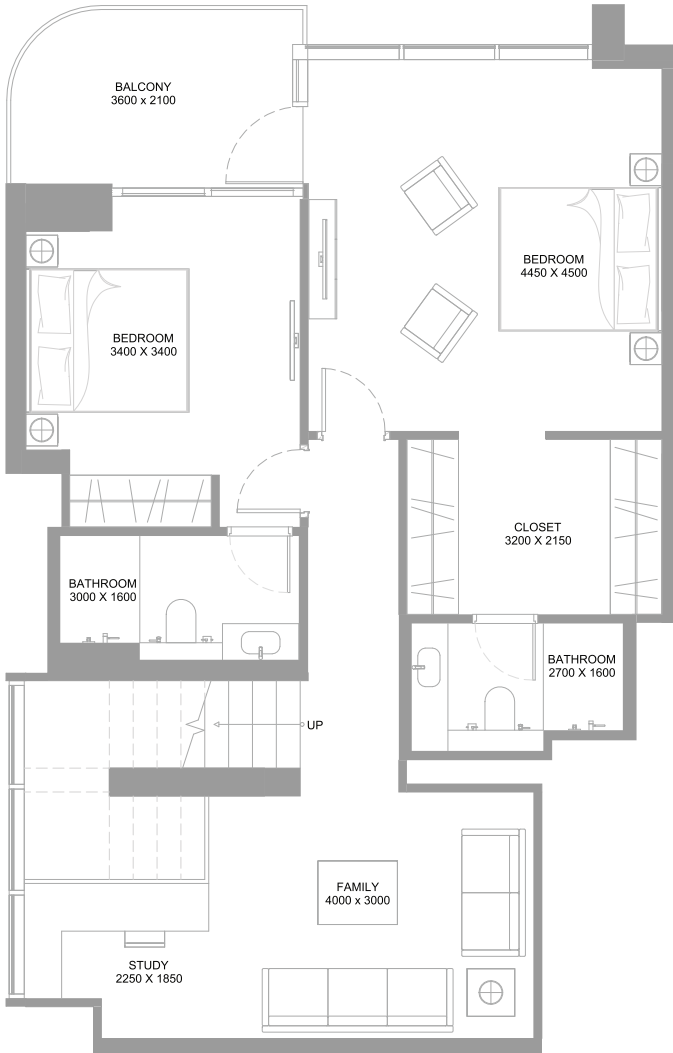 BALCONY
3600 x 2100
BEDROOM
4450 X 4500
BEDROOM
3400 X 3400
CLOSET
3200 X 2150
BATHROOM
3000 X 1600
BATHROOM
2700 X 1600
UP
FAMILY
4000 x 3000
STUDY
2250 X 1850